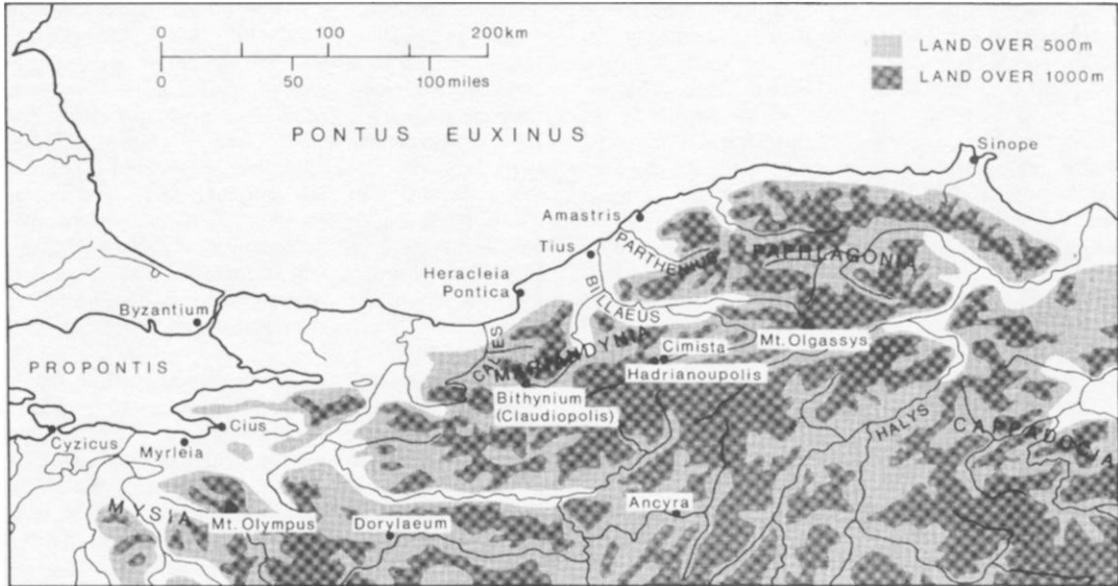 0 100 200 km
0 50 100 miles
LAND OVER 500m
LAND OVER 1000m
PONTUS EUXINUS
Sinope
Amastris
Tius
PARTHENIUS
PAPHLAGONIA
Heracleia
Pontica
BILLAEUS
Byzantium
CALES
MARIANDYNIA
Cimista
Mt. Olgassys
PROPONTIS
Hadrianoupolis
Bithynium
(Claudiopolis)
HALYS
CAPPADOCIA
Cius
Cyzicus
Myrleia
Ancyra
MYSIA
Mt. Olympus
Dorylaeum